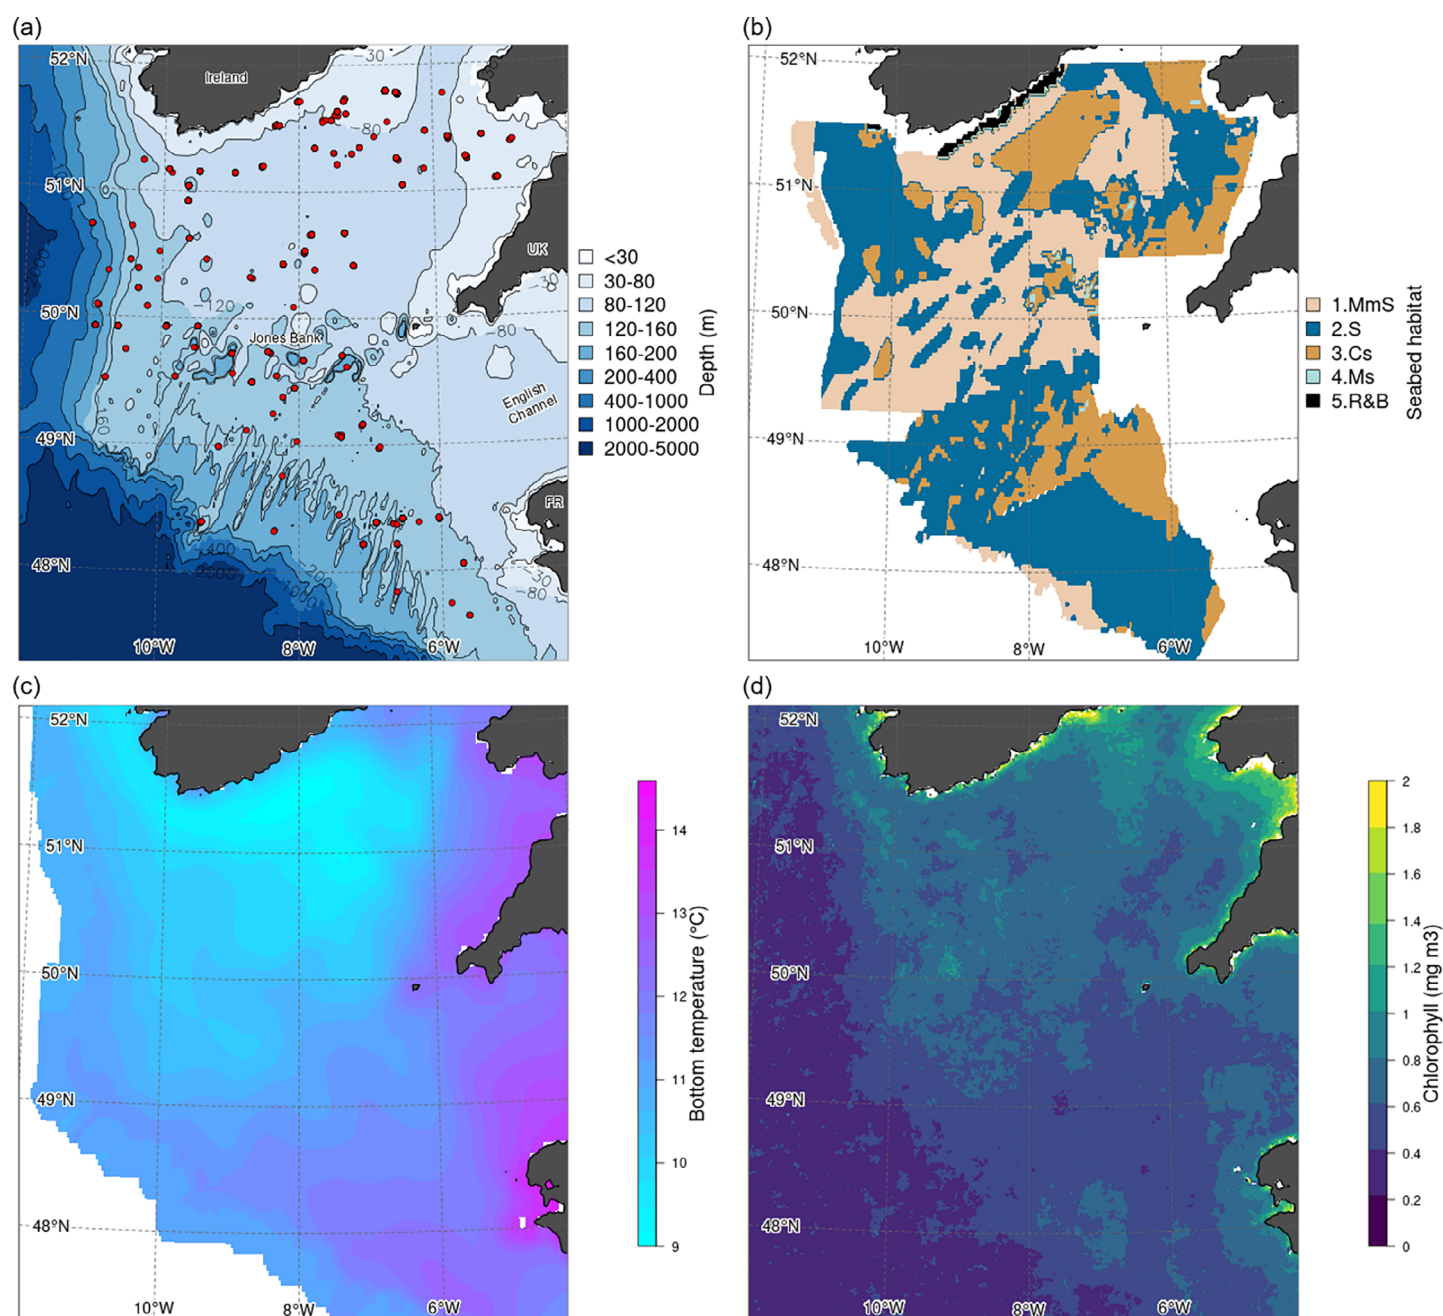 (a)
52°N
51°N
50°N
49°N
48°N
10°W
8°W
6°W
Ireland
UK
FR
Jones Bank
English
Channel
−30
−80
−120
−80
−30
−30
−80
−2000
<30
30-80
80-120
120-160
160-200
200-400
400-1000
1000-2000
2000-5000
Depth (m)
(b)
52°N
51°N
50°N
49°N
48°N
10°W
8°W
6°W
1.MmS
2.S
3.Cs
4.Ms
5.R&B
Seabed habitat
(c)
52°N
51°N
50°N
49°N
48°N
10°W
8°W
6°W
14
13
12
11
10
9
Bottom temperature (°C)
(d)
52°N
51°N
50°N
49°N
48°N
10°W
8°W
6°W
2
1.8
1.6
1.4
1.2
1
0.8
0.6
0.4
0.2
0
Chlorophyll (mg m3)